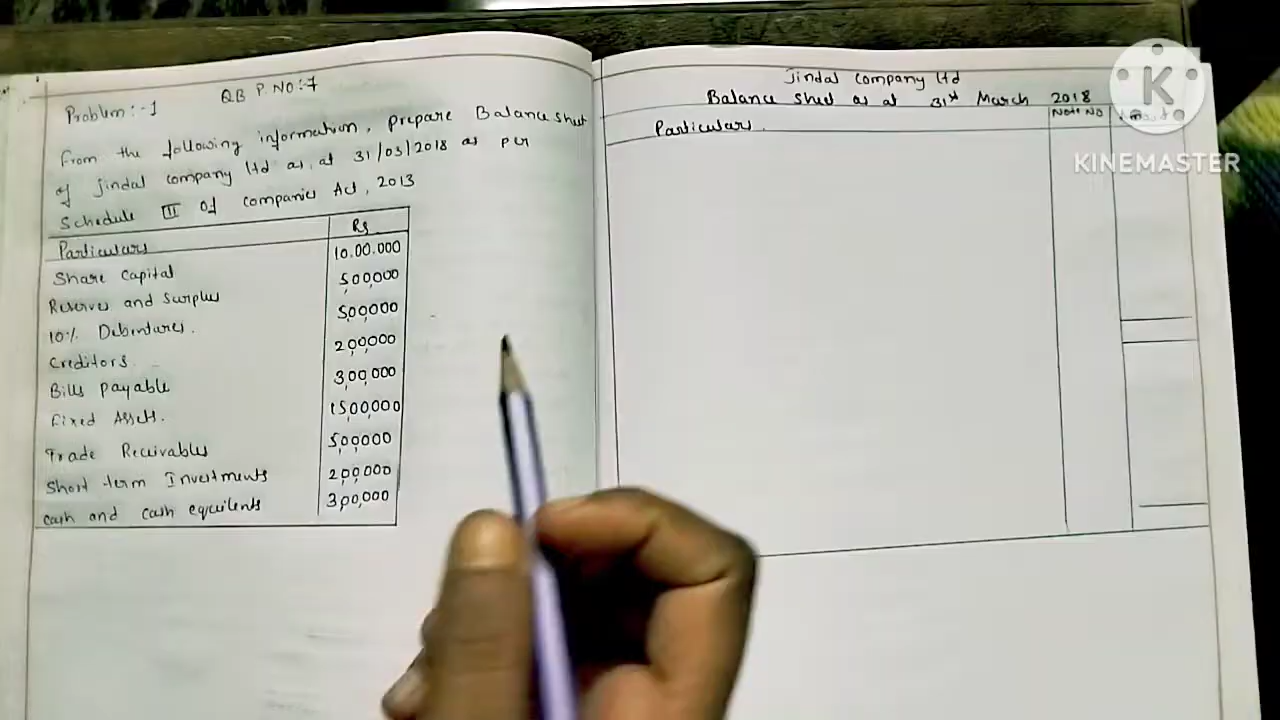 Problem:-1 QB P.NO:-7
From the following information, prepare Balance sheet
of Jindal company ltd as at 31/03/2018 as per
Schedule III of companies Act, 2013
Particulars Rs
Share Capital 10.00.000
Reserves and Surplus 5,00,000
10% Debentures. 5,00,000
Creditors. 2,00,000
Bills payable 3,00,000
Fixed Assets. 15,00,000
Trade Receivables 5,00,000
Short term Investments 2,00,000
Cash and cash equilents 3,00,000
Jindal Company Ltd
Balance sheet as at 31st March 2018
Particulars. Note No
K
KINEMASTER